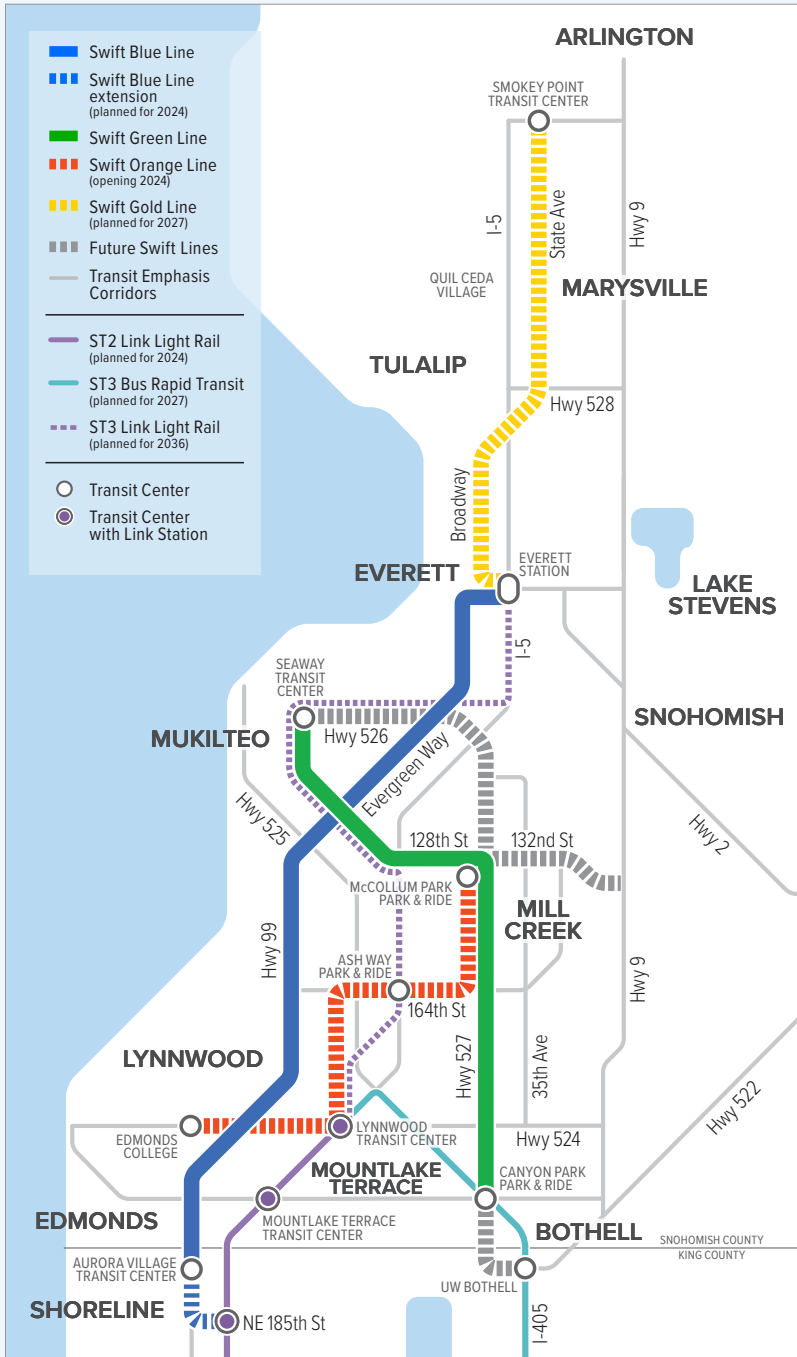 Swift Blue Line
Swift Blue Line
extension
(planned for 2024)
Swift Green Line
Swift Orange Line
(opening 2024)
Swift Gold Line
(planned for 2027)
Future Swift Lines
Transit Emphasis
Corridors
ST2 Link Light Rail
(planned for 2024)
ST3 Bus Rapid Transit
(planned for 2027)
ST3 Link Light Rail
(planned for 2036)
Transit Center
Transit Center
with Link Station
ARLINGTON
SMOKEY POINT
TRANSIT CENTER
I-5
State Ave
Hwy 9
QUIL CEDA
VILLAGE
MARYSVILLE
TULALIP
Hwy 528
Broadway
EVERETT
EVERETT
STATION
LAKE
STEVENS
I-5
SEAWAY
TRANSIT
CENTER
SNOHOMISH
MUKILTEO
Hwy 526
Evergreen Way
Hwy 525
Hwy 2
128th St
132nd St
McCOLLUM PARK
PARK & RIDE
MILL
CREEK
Hwy 99
ASH WAY
PARK & RIDE
164th St
Hwy 9
LYNNWOOD
Hwy 527
35th Ave
Hwy 522
EDMONDS
COLLEGE
LYNNWOOD
TRANSIT CENTER
Hwy 524
MOUNTLAKE
TERRACE
CANYON PARK
PARK & RIDE
EDMONDS
MOUNTLAKE TERRACE
TRANSIT CENTER
BOTHELL
SNOHOMISH COUNTY
KING COUNTY
AURORA VILLAGE
TRANSIT CENTER
UW BOTHELL
SHORELINE
NE 185th St
I-405